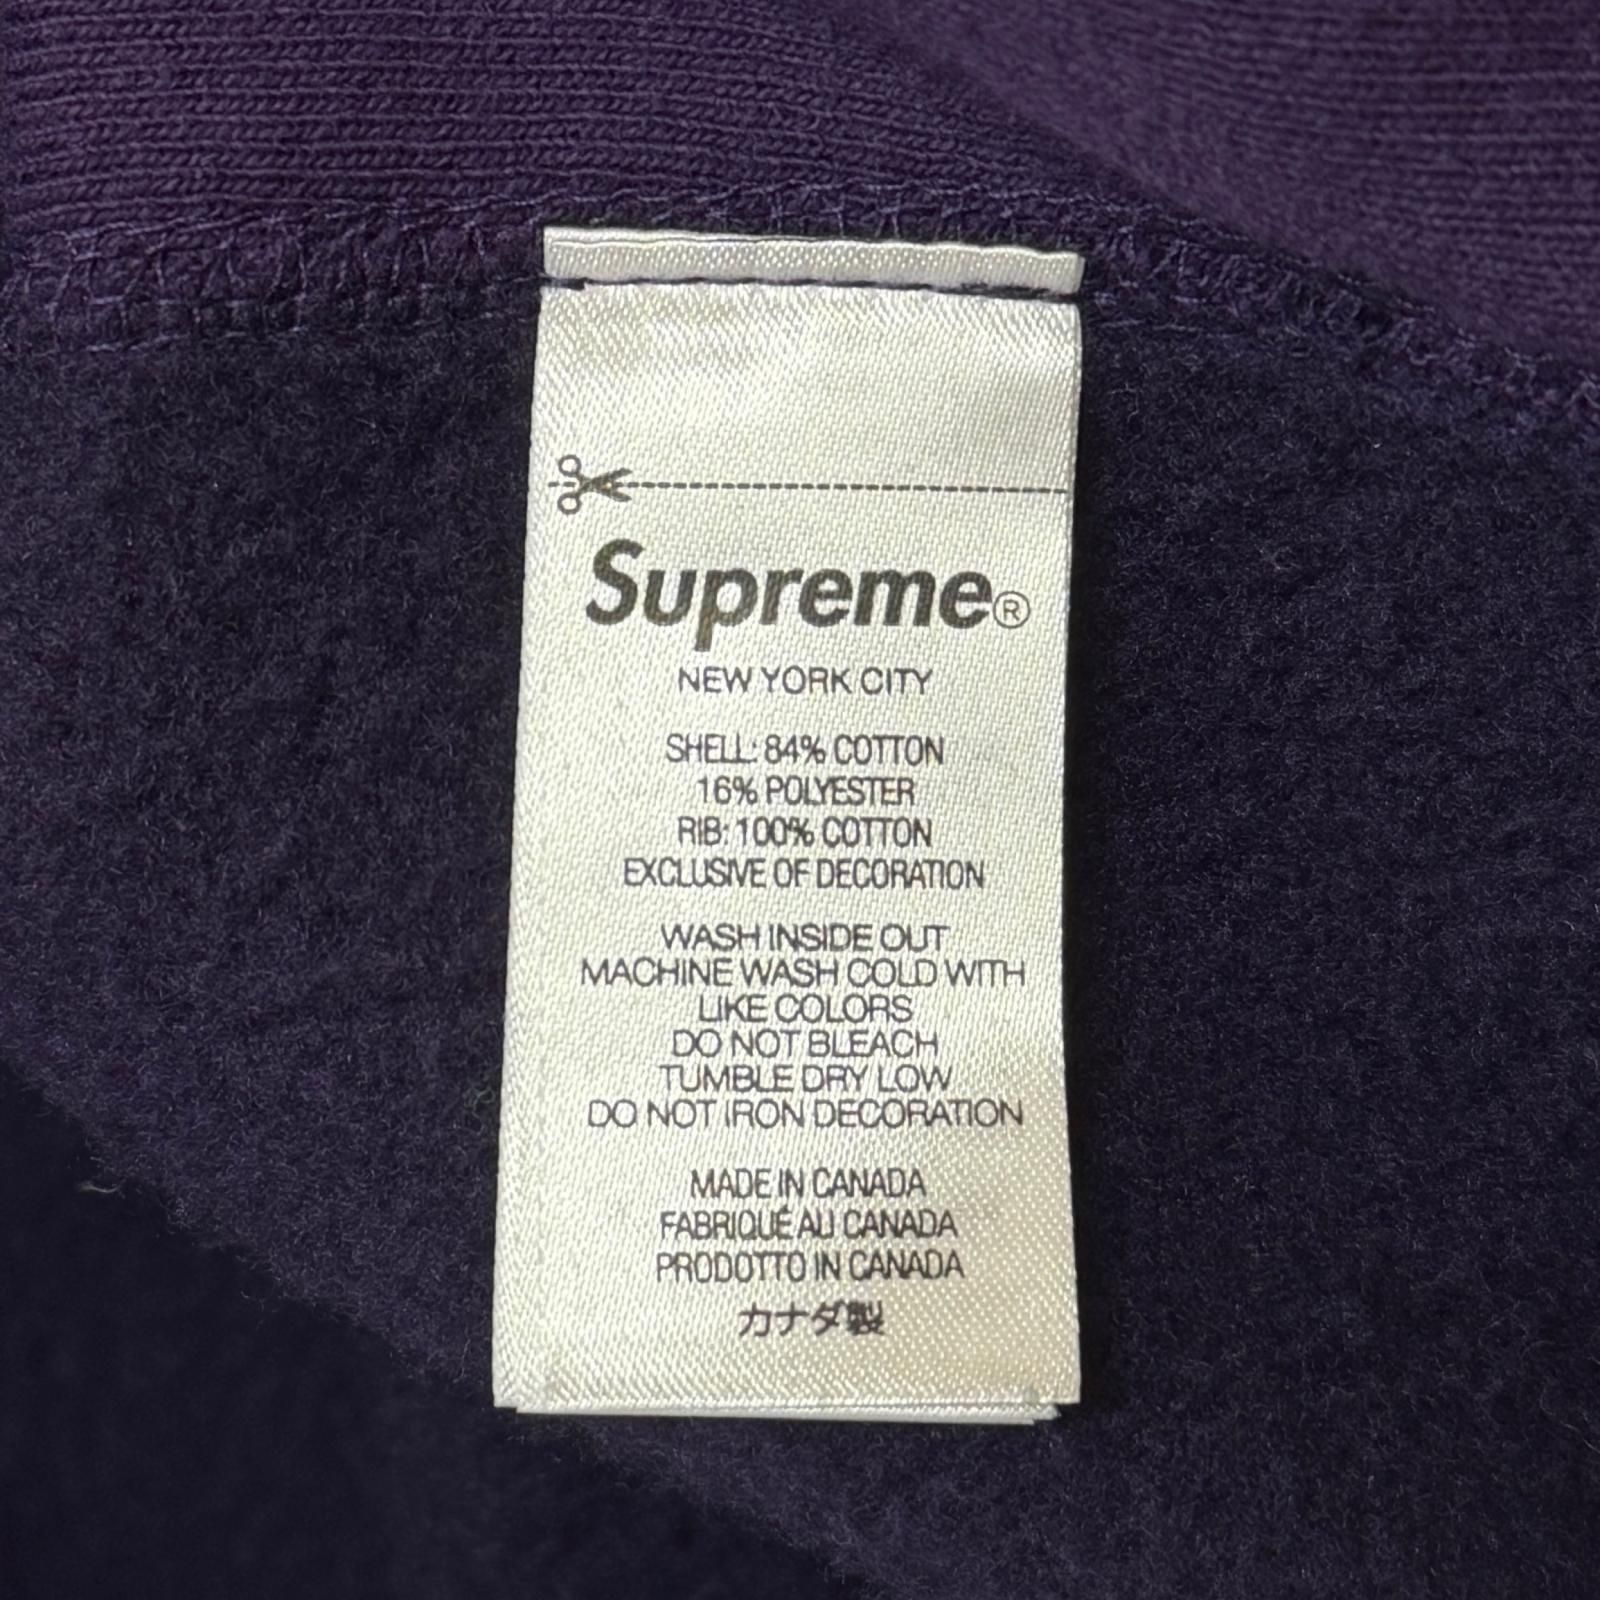 Supreme®
NEW YORK CITY
SHELL: 84% COTTON
16% POLYESTER
RIB: 100% COTTON
EXCLUSIVE OF DECORATION
WASH INSIDE OUT
MACHINE WASH COLD WITH
LIKE COLORS
DO NOT BLEACH
TUMBLE DRY LOW
DO NOT IRON DECORATION
MADE IN CANADA
FABRIQUÉ AU CANADA
PRODOTTO IN CANADA
カナダ製